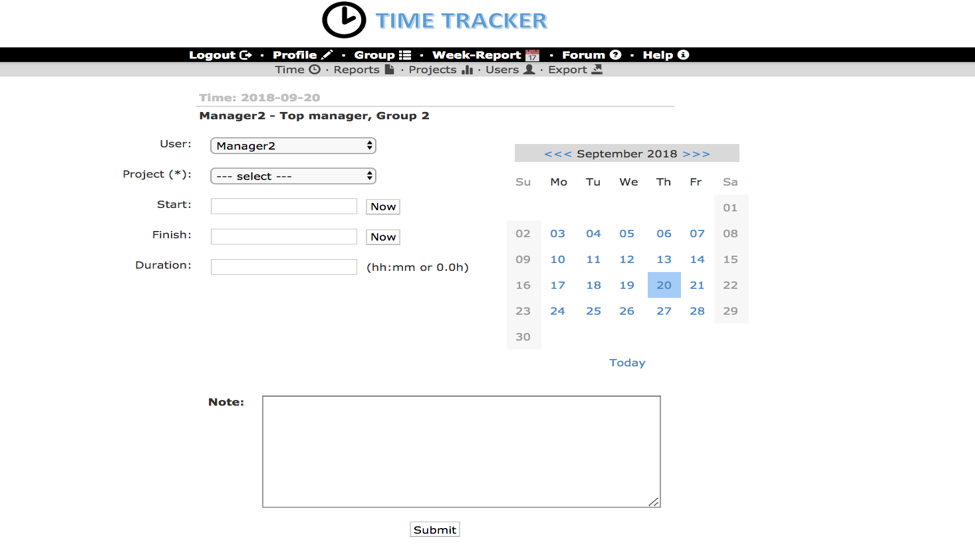 TIME TRACKER
Logout · Profile · Group · Week-Report 17 · Forum ? · Help i
Time · Reports · Projects · Users · Export
Time: 2018-09-20
Manager2 - Top manager, Group 2
User: Manager2
Project (*): --- select ---
Start: Now
Finish: Now
Duration: (hh:mm or 0.0h)
<<< September 2018 >>>
Su Mo Tu We Th Fr Sa
01
02 03 04 05 06 07 08
09 10 11 12 13 14 15
16 17 18 19 20 21 22
23 24 25 26 27 28 29
30
Today
Note:
Submit